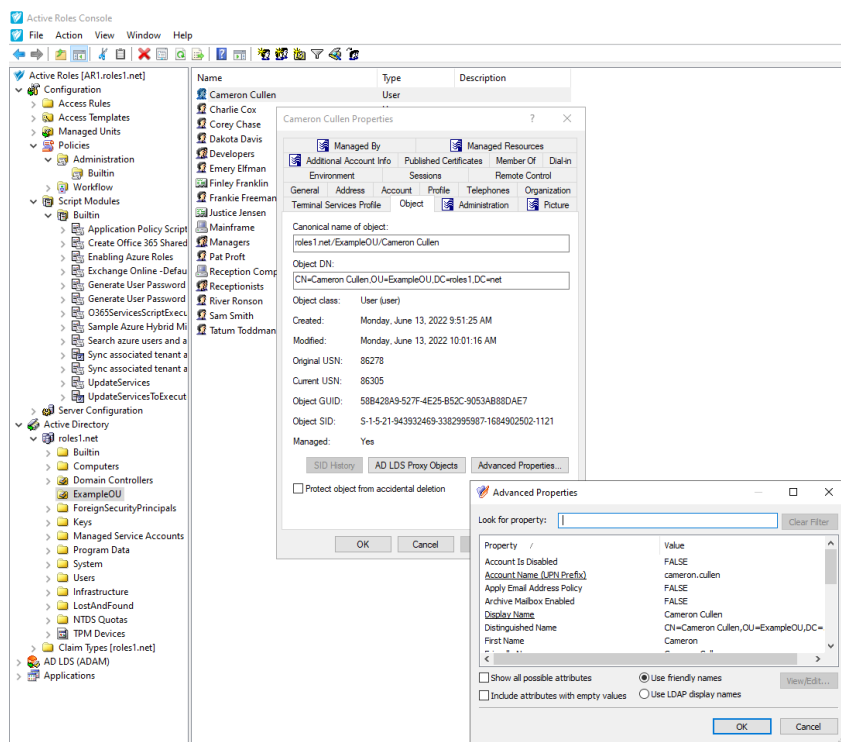 Active Roles Console
File Action View Window Help
Active Roles [AR1.roles1.net]
Configuration
Access Rules
Access Templates
Managed Units
Policies
Administration
Builtin
Workflow
Script Modules
Builtin
Application Policy Script
Create Office 365 Shared
Enabling Azure Roles
Exchange Online -Defau
Generate User Password
Generate User Password
O365ServicesScriptExecu
Sample Azure Hybrid Mi
Search azure users and a
Sync associated tenant a
Sync associated tenant a
UpdateServices
UpdateServicesToExecut
Server Configuration
Active Directory
roles1.net
Builtin
Computers
Domain Controllers
ExampleOU
ForeignSecurityPrincipals
Keys
Managed Service Accounts
Program Data
System
Users
Infrastructure
LostAndFound
NTDS Quotas
TPM Devices
Claim Types [roles1.net]
AD LDS (ADAM)
Applications
Name Type Description
Cameron Cullen User
Charlie Cox
Corey Chase
Dakota Davis
Developers
Emery Elfman
Finley Franklin
Frankie Freeman
Justice Jensen
Mainframe
Managers
Pat Proft
Reception Comp
Receptionists
River Ronson
Sam Smith
Tatum Toddman
Cameron Cullen Properties
Managed By Managed Resources
Additional Account Info Published Certificates Member Of Dial-in
Environment Sessions Remote Control
General Address Account Profile Telephones Organization
Terminal Services Profile Object Administration Picture
Canonical name of object:
roles1.net/ExampleOU/Cameron Cullen
Object DN:
CN=Cameron Cullen,OU=ExampleOU,DC=roles1,DC=net
Object class: User (user)
Created: Monday, June 13, 2022 9:51:25 AM
Modified: Monday, June 13, 2022 10:01:16 AM
Original USN: 86278
Current USN: 86305
Object GUID: 58B428A9-527F-4E25-B52C-9053AB88DAE7
Object SID: S-1-5-21-943932469-3382995987-1684902502-1121
Managed: Yes
SID History AD LDS Proxy Objects Advanced Properties...
Protect object from accidental deletion
OK Cancel
Advanced Properties
Look for property: Clear Filter
Property Value
Account Is Disabled FALSE
Account Name (UPN Prefix) cameron.cullen
Apply Email Address Policy FALSE
Archive Mailbox Enabled FALSE
Display Name Cameron Cullen
Distinguished Name CN=Cameron Cullen,OU=ExampleOU,DC=
First Name Cameron
Show all possible attributes Use friendly names View/Edit...
Include attributes with empty values Use LDAP display names
OK Cancel